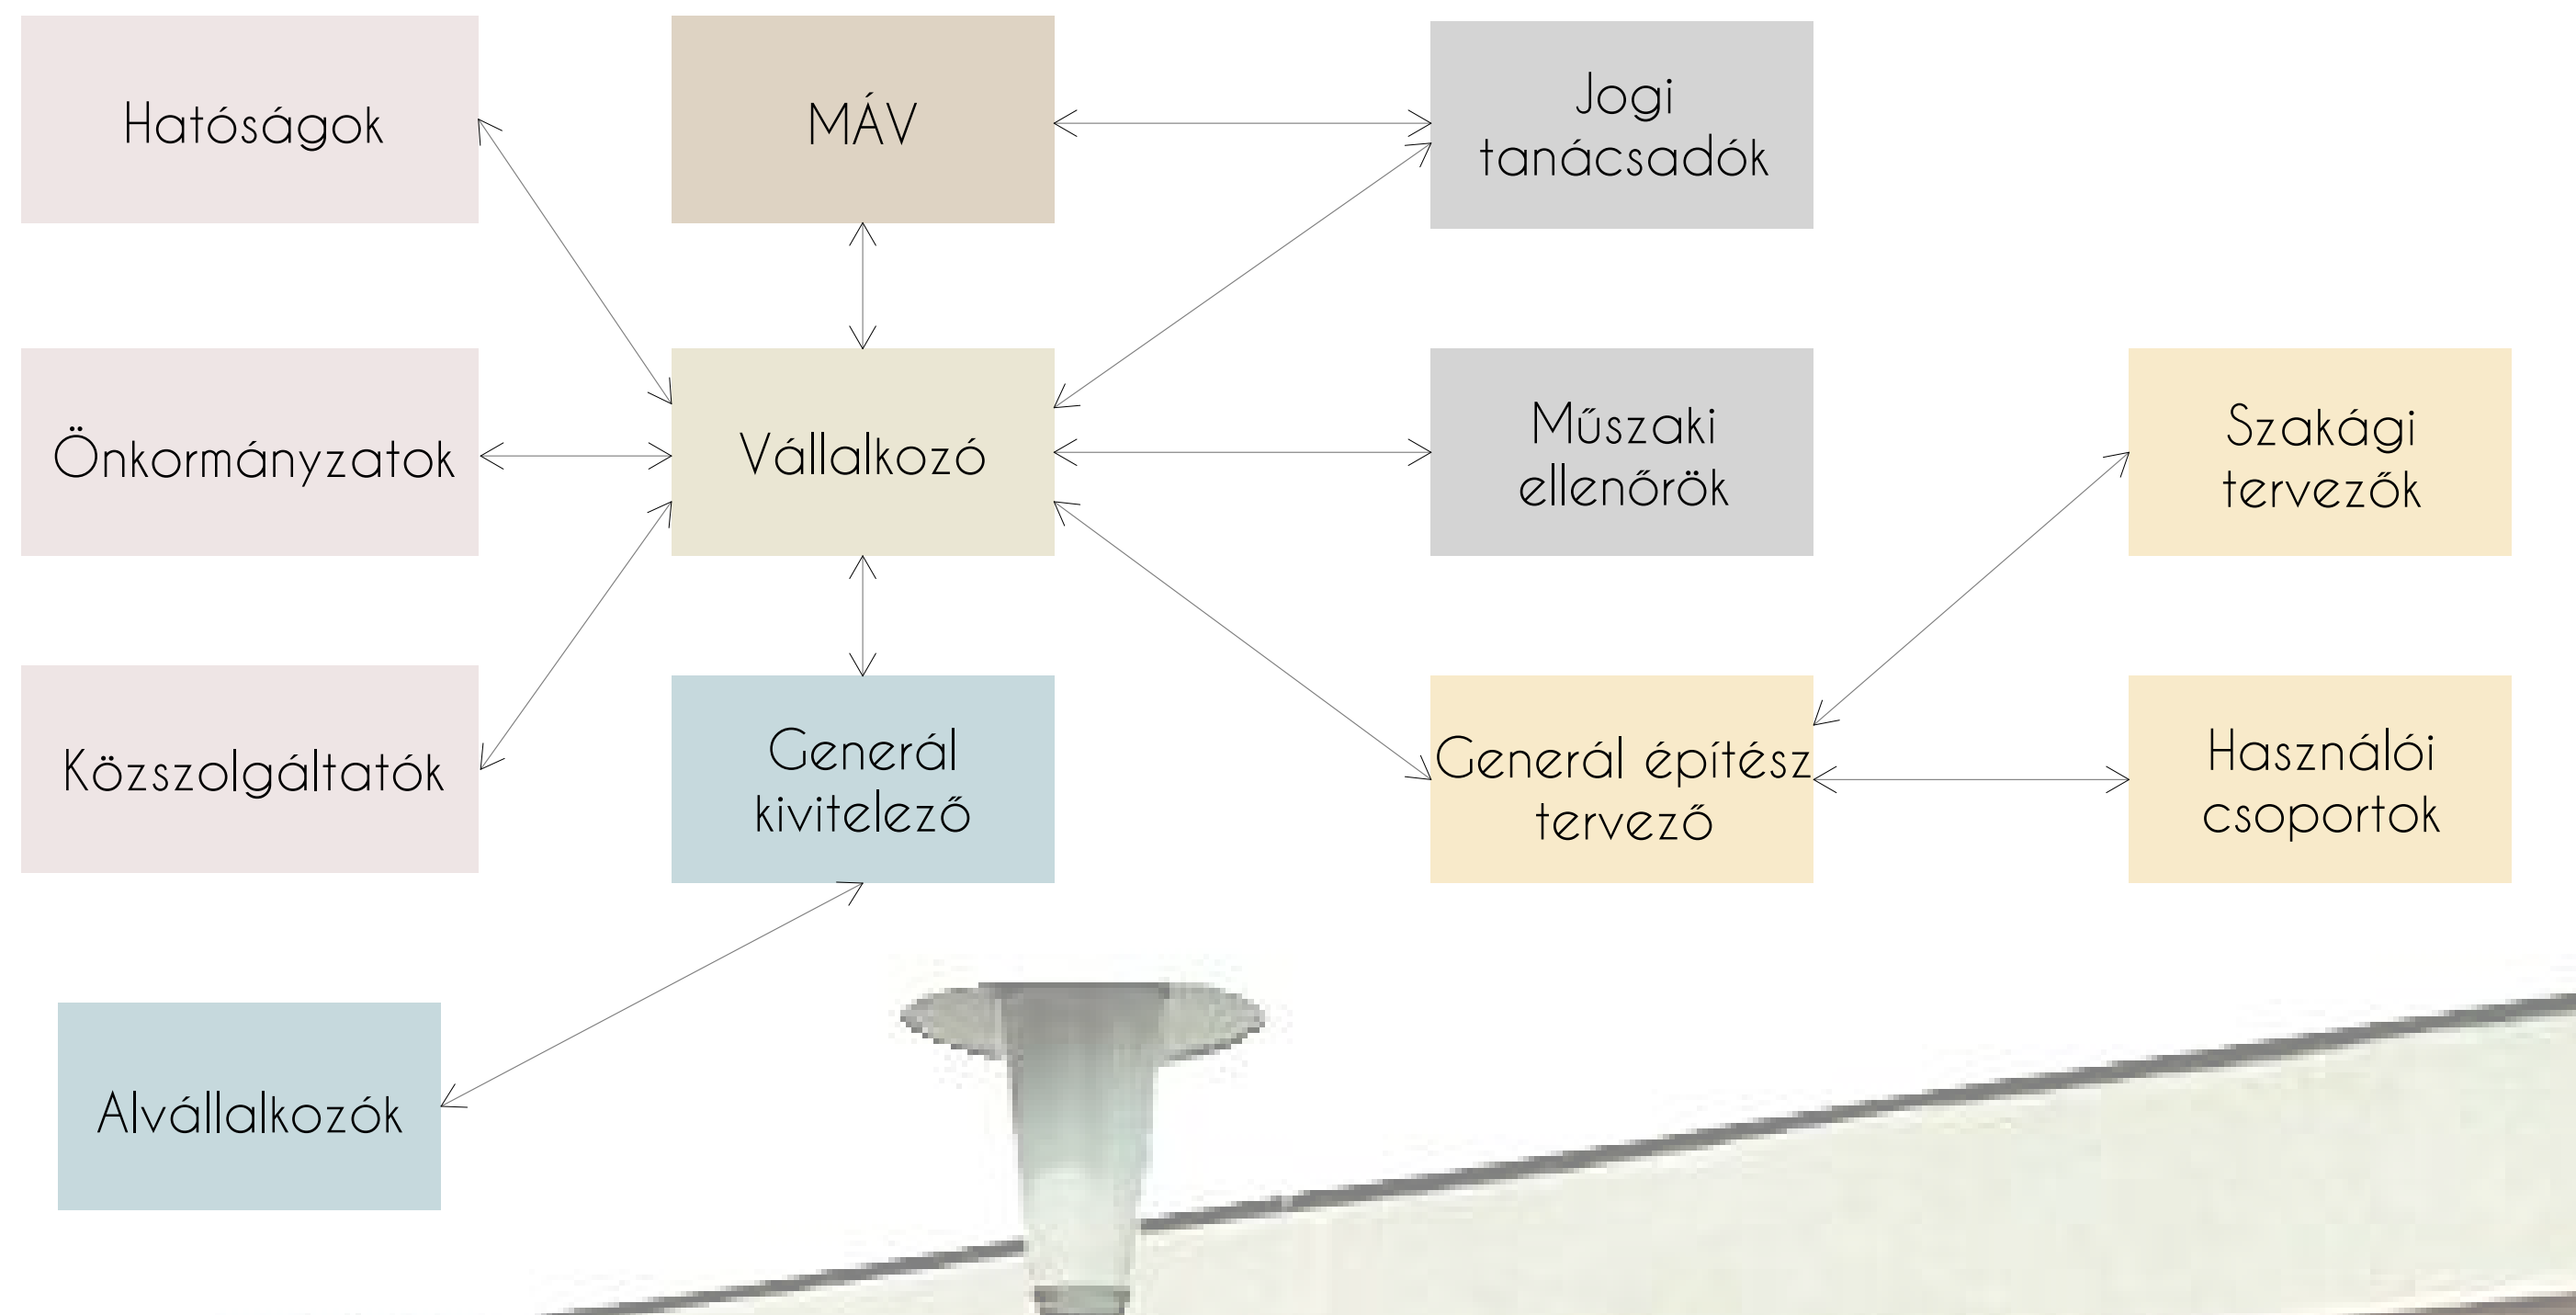 Hatóságok
MÁV
Jogi
tanácsadók
Önkormányzatok
Vállalkozó
Műszaki
ellenőrök
Szakági
tervezők
Közszolgáltatók
Generál
kivitelező
Generál építész
tervező
Használói
csoportok
Alvállalkozók